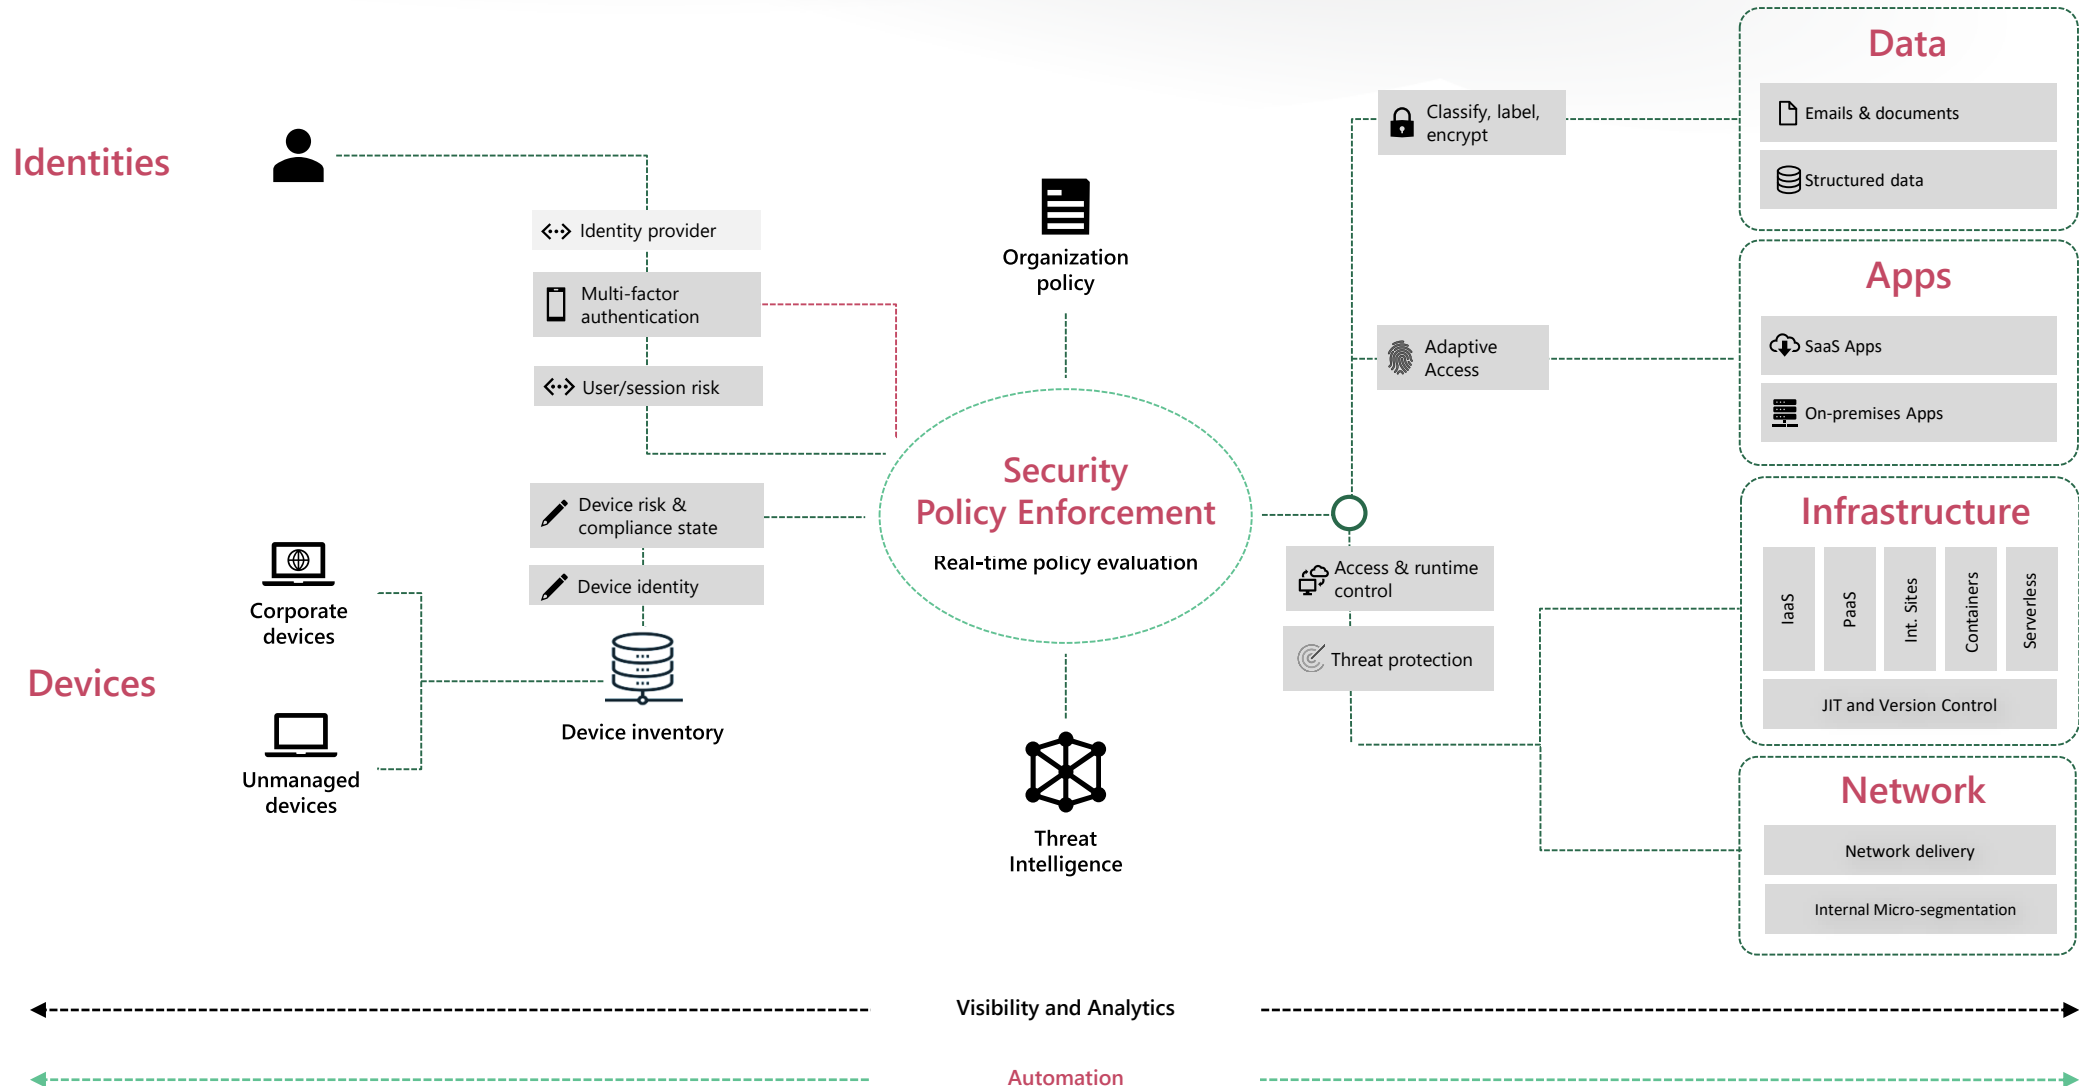 Identities
Identity provider
Multi-factor
authentication
User/session risk
Devices
Corporate
devices
Unmanaged
devices
Device risk &
compliance state
Device identity
Device inventory
Organization
policy
Security
Policy Enforcement
Real-time policy evaluation
Threat
Intelligence
Classify, label,
encrypt
Adaptive
Access
Access & runtime
control
Threat protection
Data
Emails & documents
Structured data
Apps
SaaS Apps
On-premises Apps
Infrastructure
IaaS
PaaS
Int. Sites
Containers
Serverless
JIT and Version Control
Network
Network delivery
Internal Micro-segmentation
Visibility and Analytics
Automation